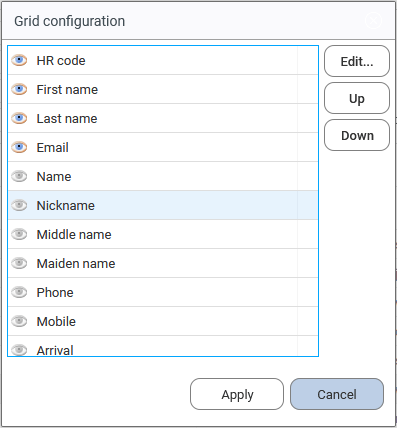 Grid configuration
HR code
First name
Last name
Email
Name
Nickname
Middle name
Maiden name
Phone
Mobile
Arrival
Edit...
Up
Down
Apply
Cancel